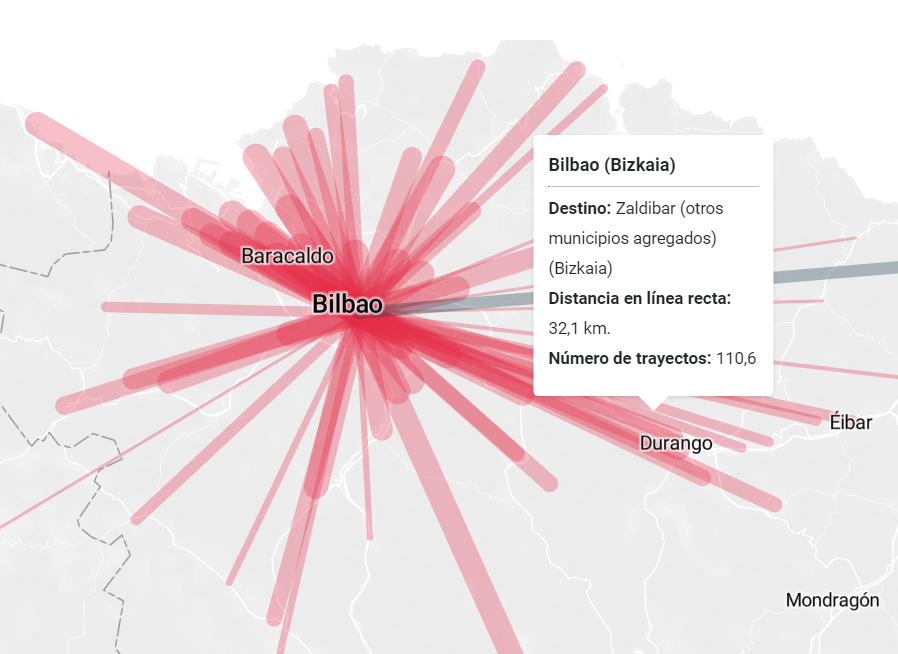 Bilbao (Bizkaia)
Destino: Zaldibar (otros
municipios agregados)
(Bizkaia)
Distancia en línea recta:
32,1 km.
Número de trayectos: 110,6
Baracaldo
Bilbao
Éibar
Durango
Mondragón